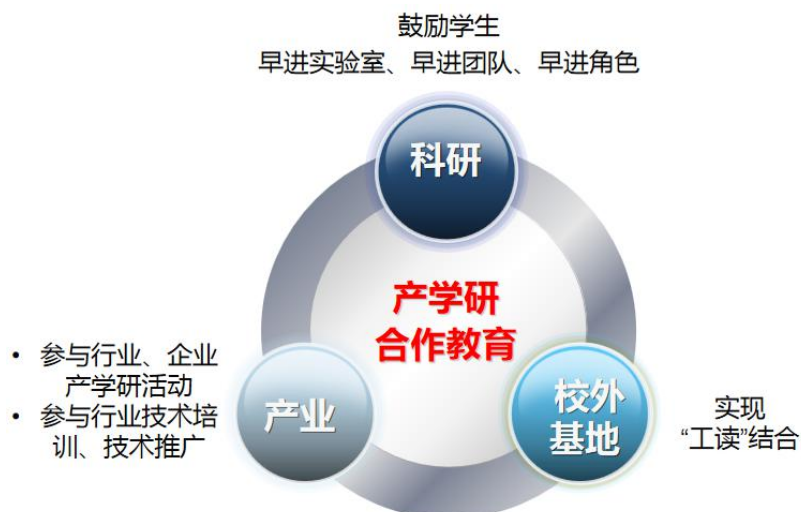 鼓励学生
早进实验室、早进团队、早进角色
科研
产学研
合作教育
• 参与行业、企业
产学研活动
• 参与行业技术培
训、技术推广
产业
校外
基地
实现
“工读”结合